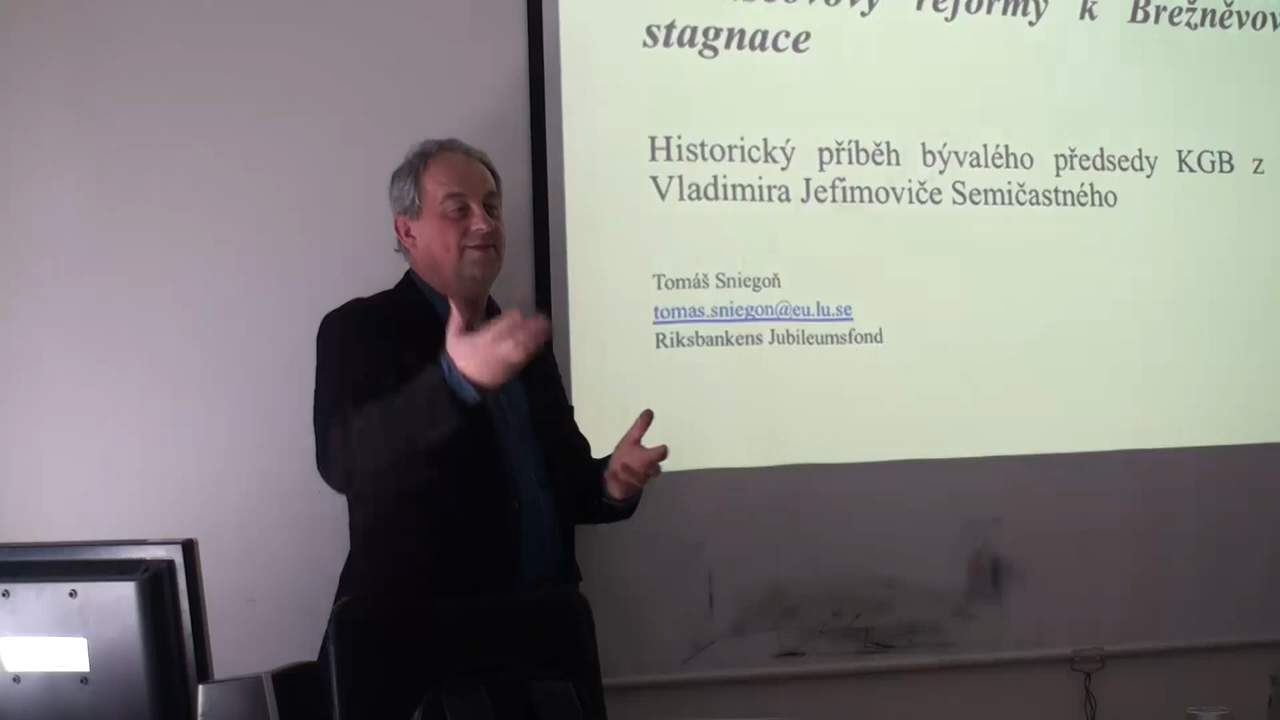 reformy k Brežněvov
stagnace
Historický příběh bývalého předsedy KGB z
Vladimira Jefimoviče Semičastného
Tomáš Sniegoň
tomas.sniegon@eu.lu.se
Riksbankens Jubileumsfond